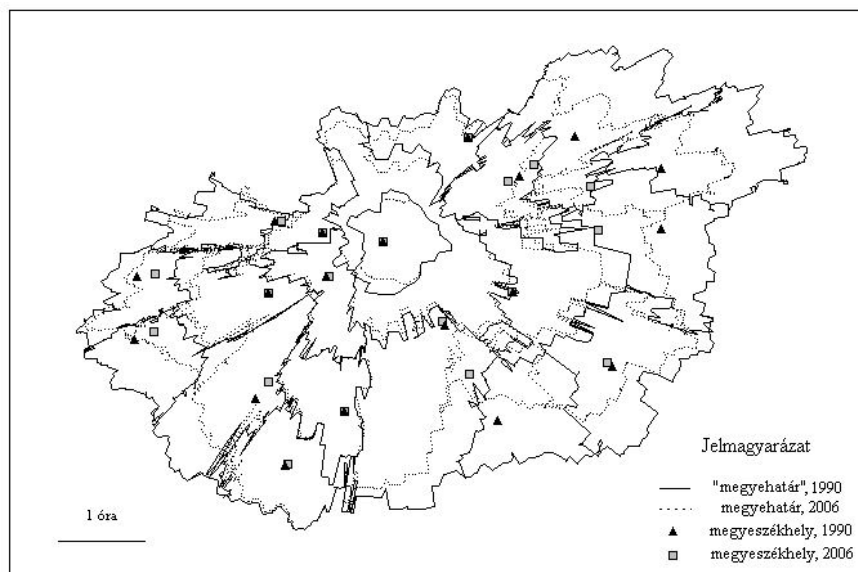 Jelmagyarázat
"megyehatár", 1990
megyehatár, 2006
megyeszékhely, 1990
megyeszékhely, 2006
1 óra